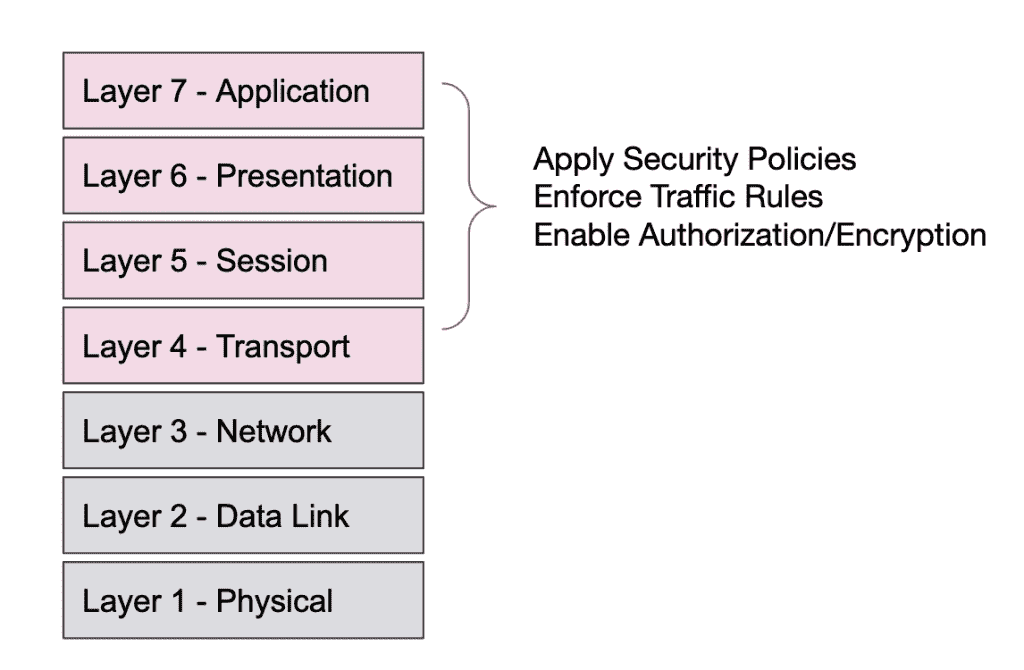 Layer 7 - Application
Layer 6 - Presentation
Layer 5 - Session
Layer 4 - Transport
Layer 3 - Network
Layer 2 - Data Link
Layer 1 - Physical
Apply Security Policies
Enforce Traffic Rules
Enable Authorization/Encryption